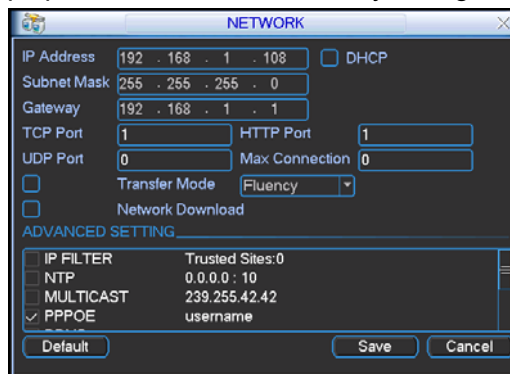 NETWORK
IP Address 192 . 168 . 1 . 108 DHCP
Subnet Mask 255 . 255 . 255 . 0
Gateway 192 . 168 . 1 . 1
TCP Port 1 HTTP Port 1
UDP Port 0 Max Connection 0
Transfer Mode Fluency
Network Download
ADVANCED SETTING
IP FILTER Trusted Sites:0
NTP 0.0.0.0 : 10
MULTICAST 239.255.42.42
PPPOE username
Default Save Cancel